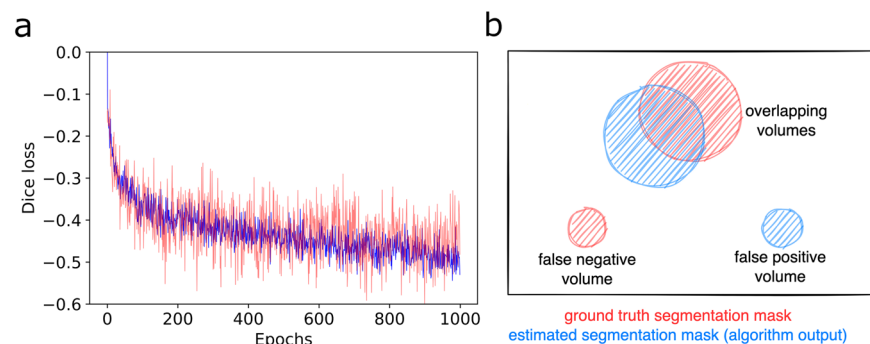 a
0.0
−0.1
−0.2
−0.3
−0.4
−0.5
−0.6
Dice loss
0
200
400
600
800
1000
Epochs
b
overlapping
volumes
false negative
volume
false positive
volume
ground truth segmentation mask
estimated segmentation mask (algorithm output)